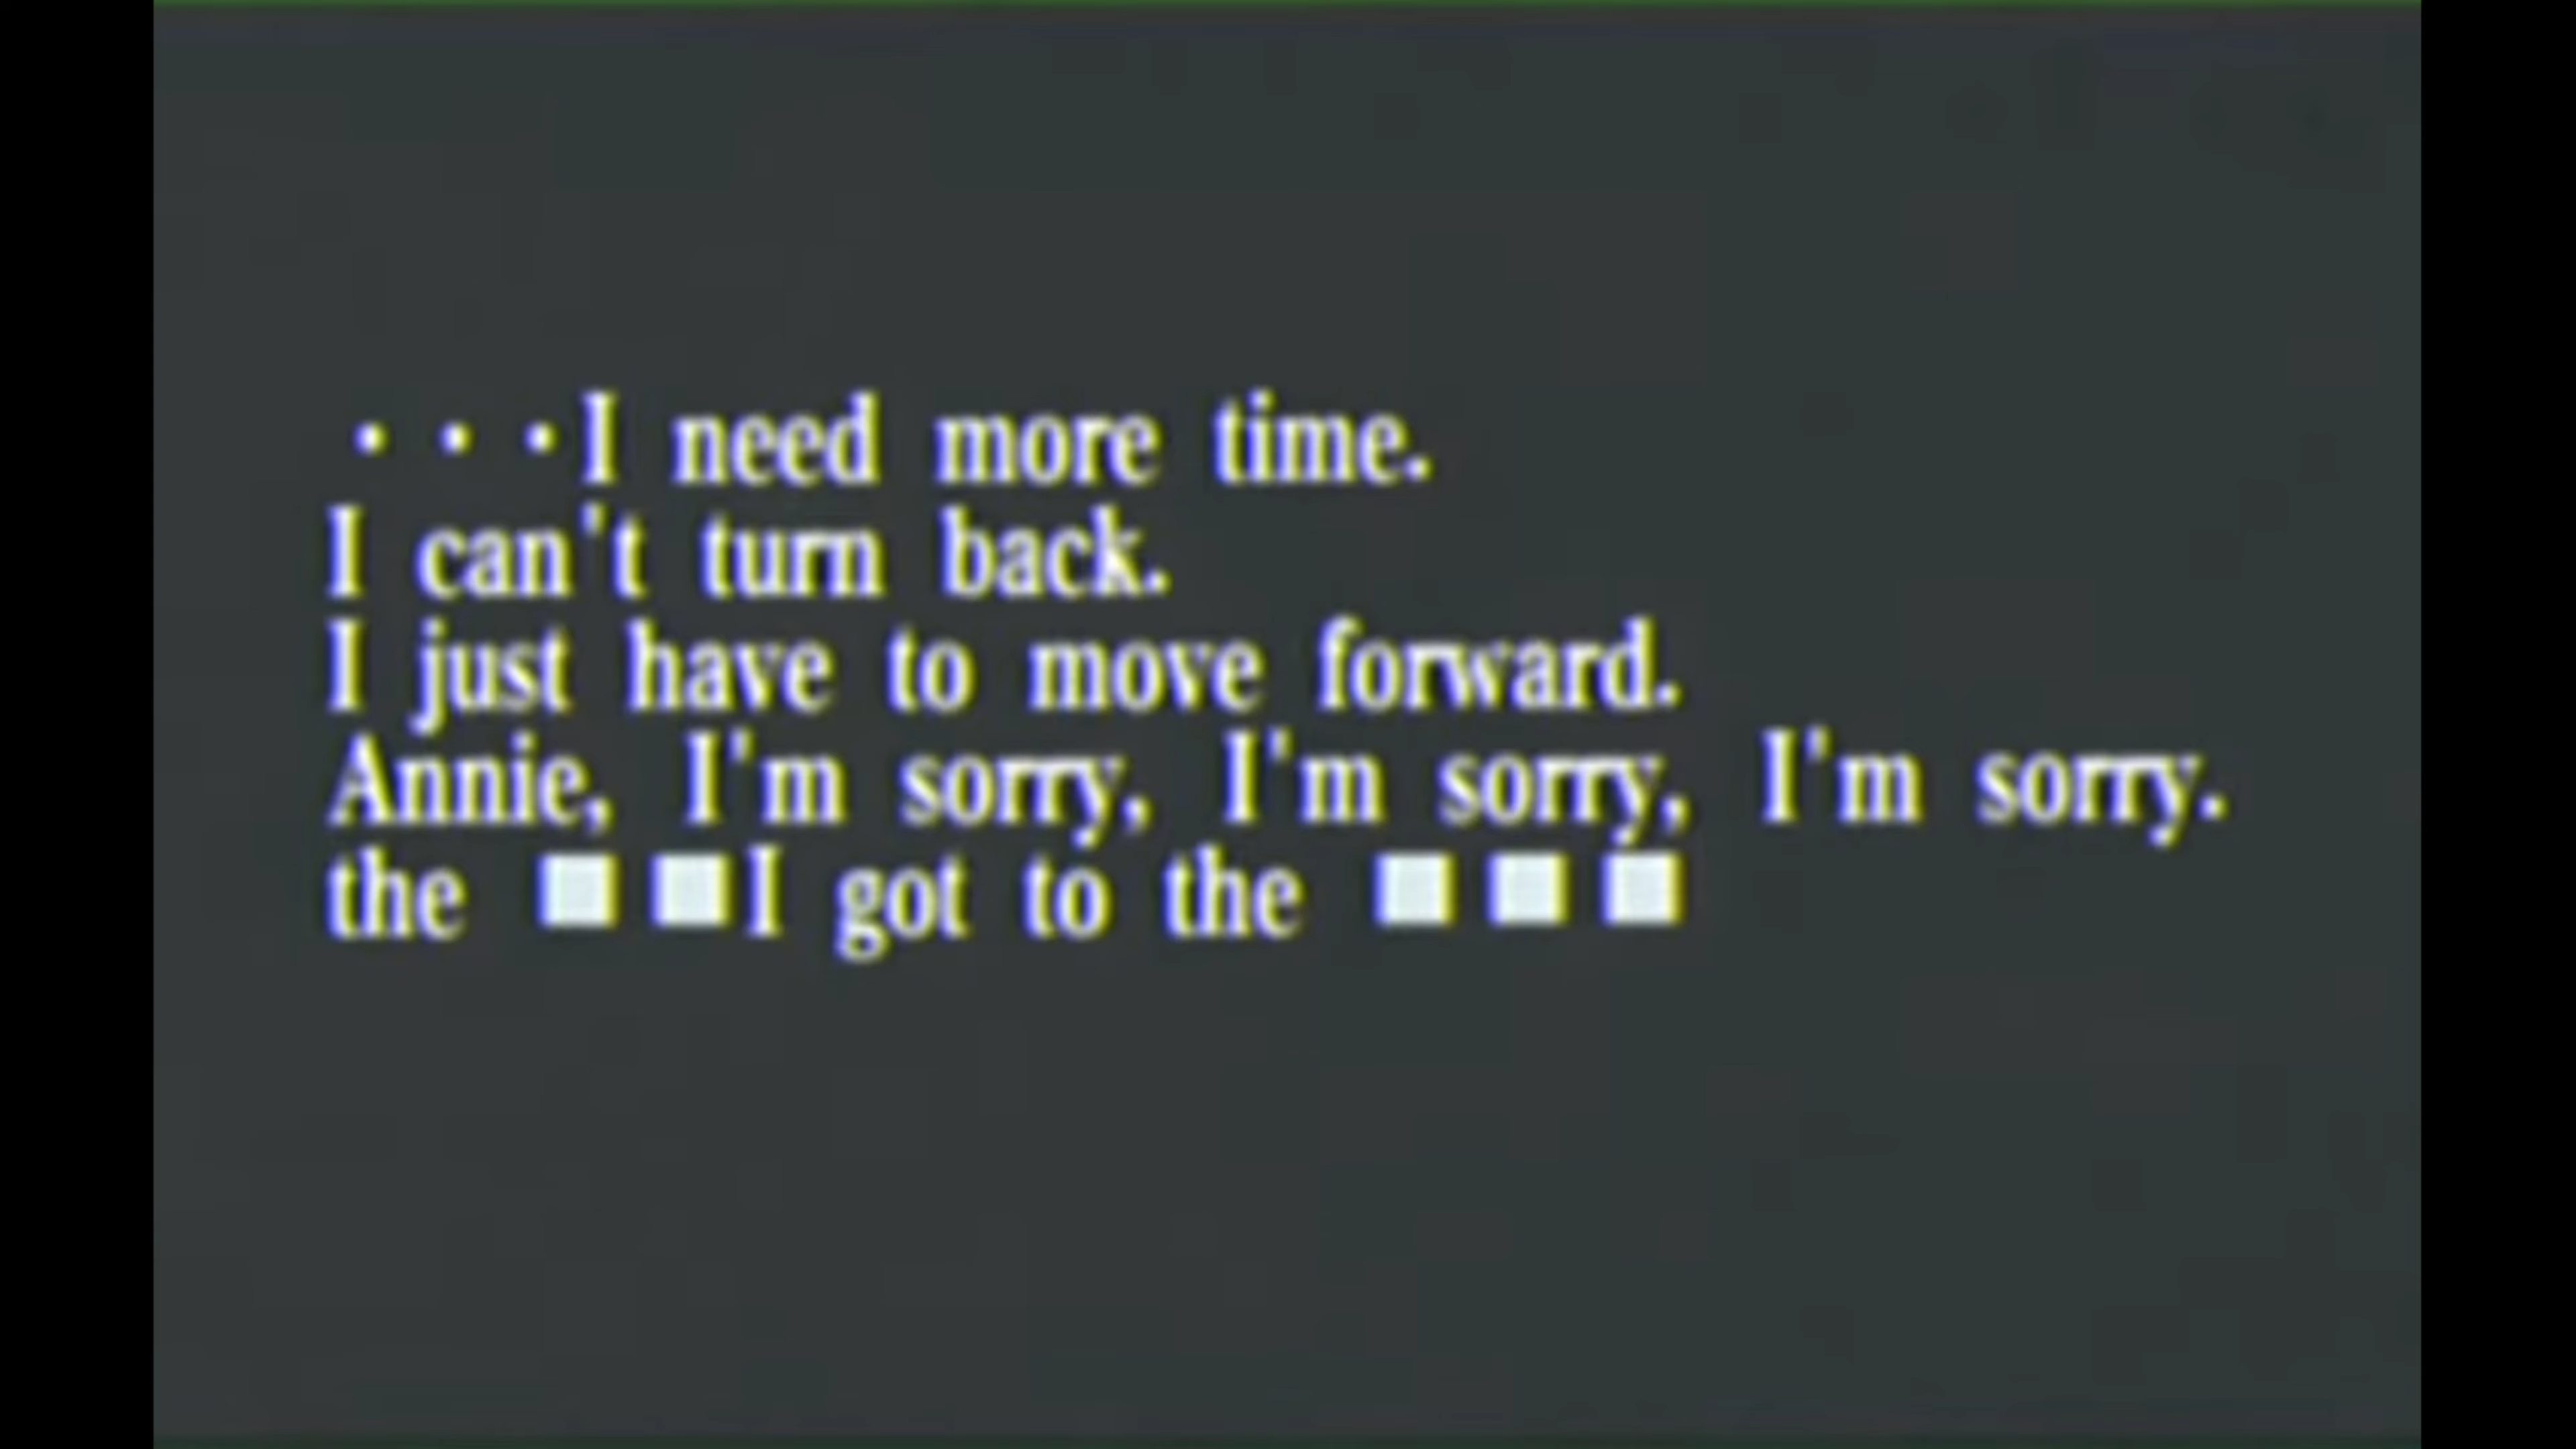 ・・・I need more time.
I can't turn back.
I just have to move forward.
Annie, I'm sorry, I'm sorry, I'm sorry.
the ■■I got to the ■■■